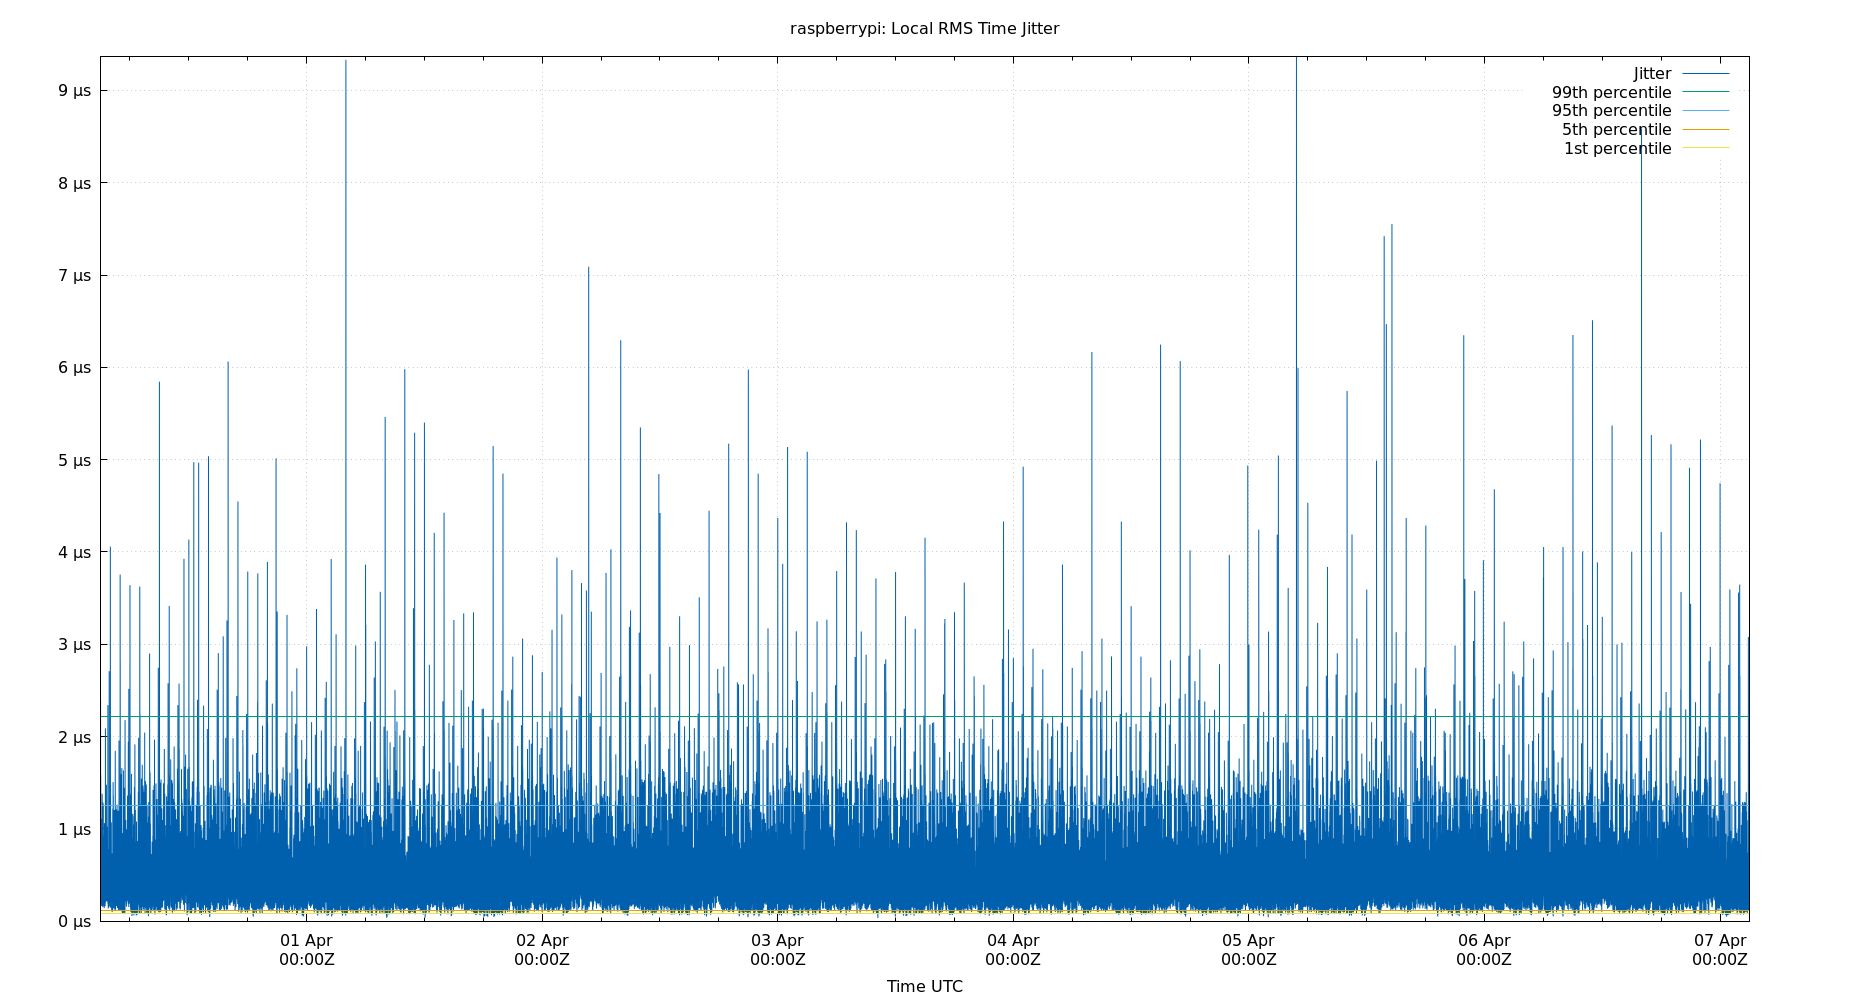 raspberrypi: Local RMS Time Jitter
Jitter
99th percentile
95th percentile
5th percentile
1st percentile
9 µs
8 µs
7 µs
6 µs
5 µs
4 µs
3 µs
2 µs
1 µs
0 µs
01 Apr 02 Apr 03 Apr 04 Apr 05 Apr 06 Apr 07 Apr
00:00Z 00:00Z 00:00Z 00:00Z 00:00Z 00:00Z 00:00Z
Time UTC